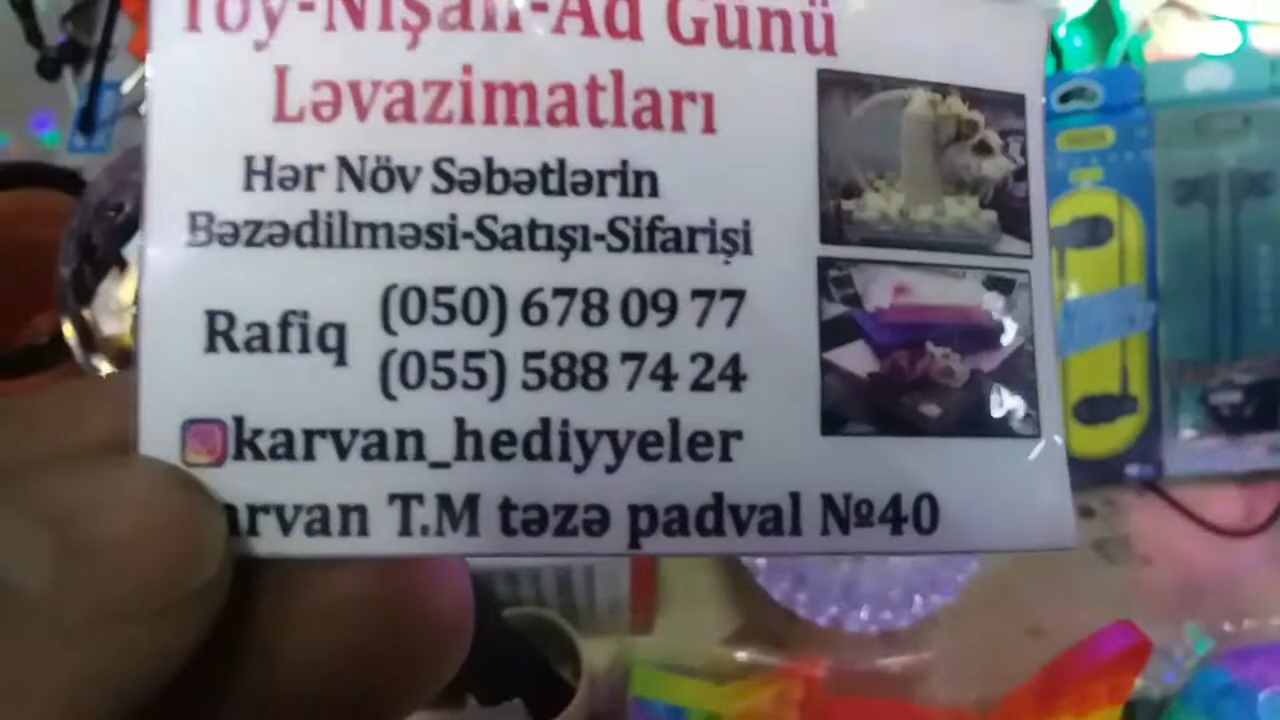 Toy-Nişan-Ad Günü
Ləvazimatları
Hər Növ Səbətlərin
Bəzədilməsi-Satışı-Sifarişi
Rafiq (050) 678 09 77
(055) 588 74 24
karvan_hediyyeler
arvan T.M təzə padval №40